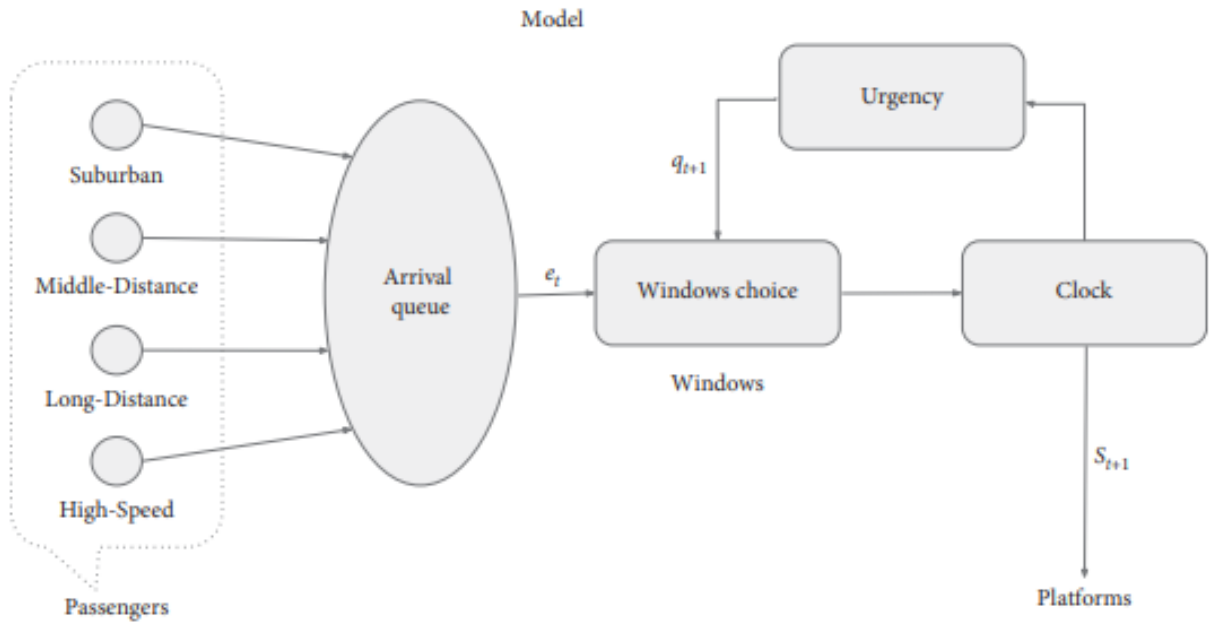 Model
Urgency
Suburban
q_{t+1}
Middle-Distance
Arrival
queue
e_t
Windows choice
Clock
Windows
Long-Distance
S_{t+1}
High-Speed
Platforms
Passengers